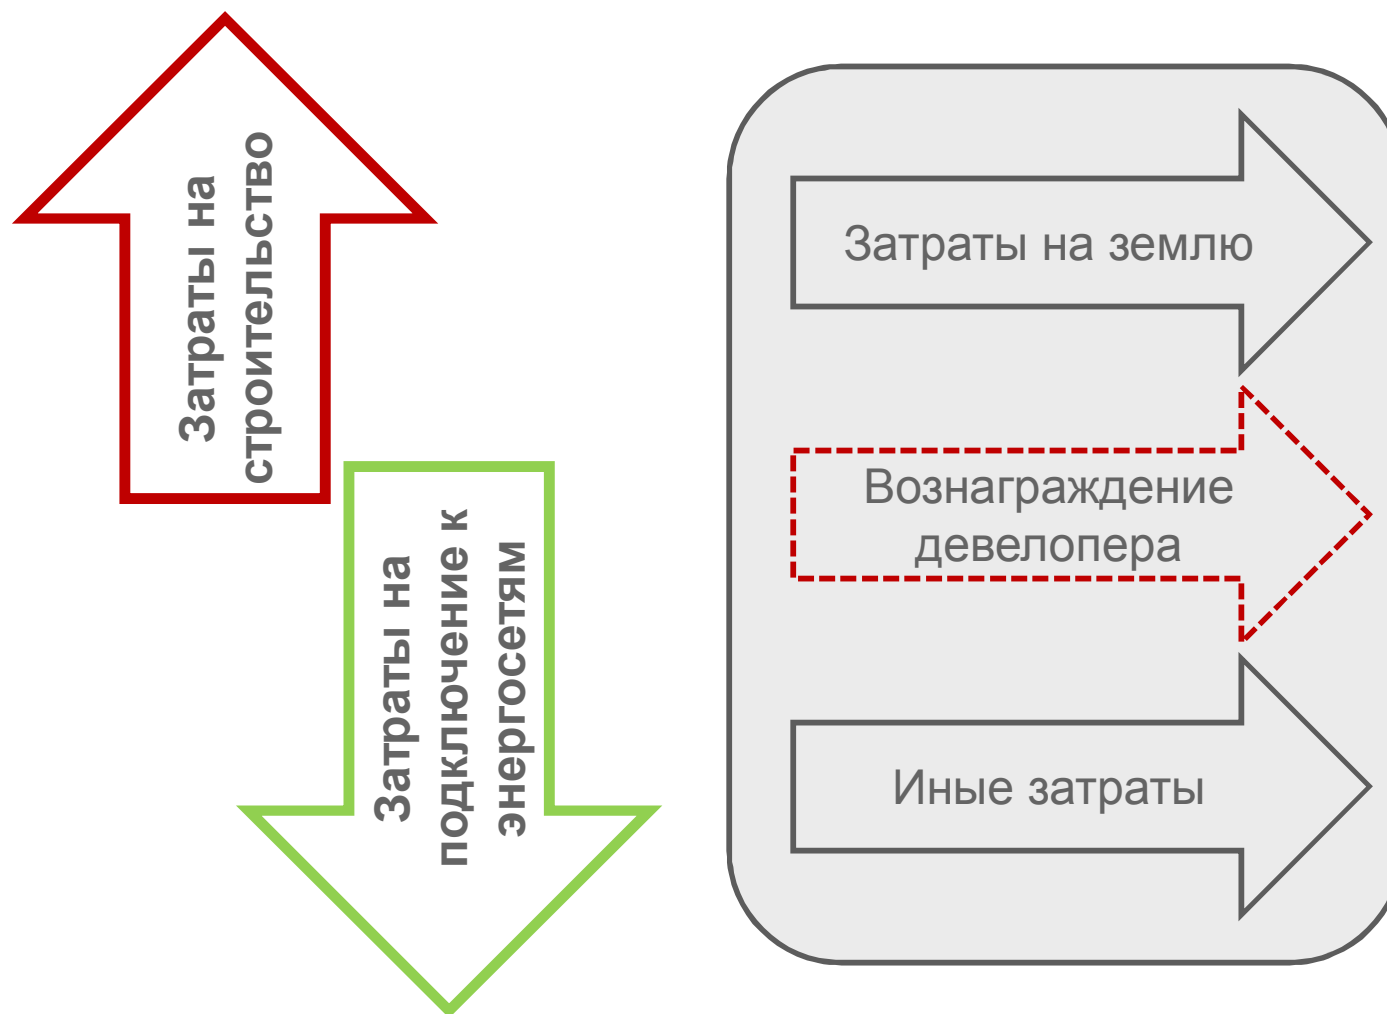 Затраты на
строительство
Затраты на
подключение к
энергосетям
Затраты на землю
Вознаграждение
девелопера
Иные затраты